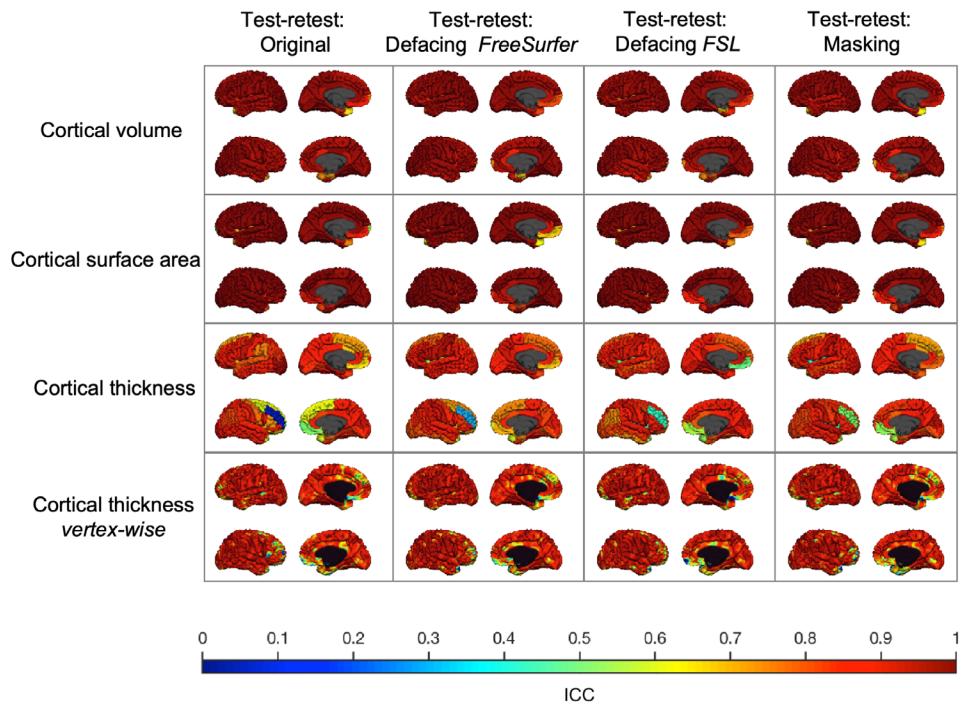 Test-retest:
Original
Test-retest:
Defacing FreeSurfer
Test-retest:
Defacing FSL
Test-retest:
Masking
Cortical volume
Cortical surface area
Cortical thickness
Cortical thickness
vertex-wise
0 0.1 0.2 0.3 0.4 0.5 0.6 0.7 0.8 0.9 1
ICC